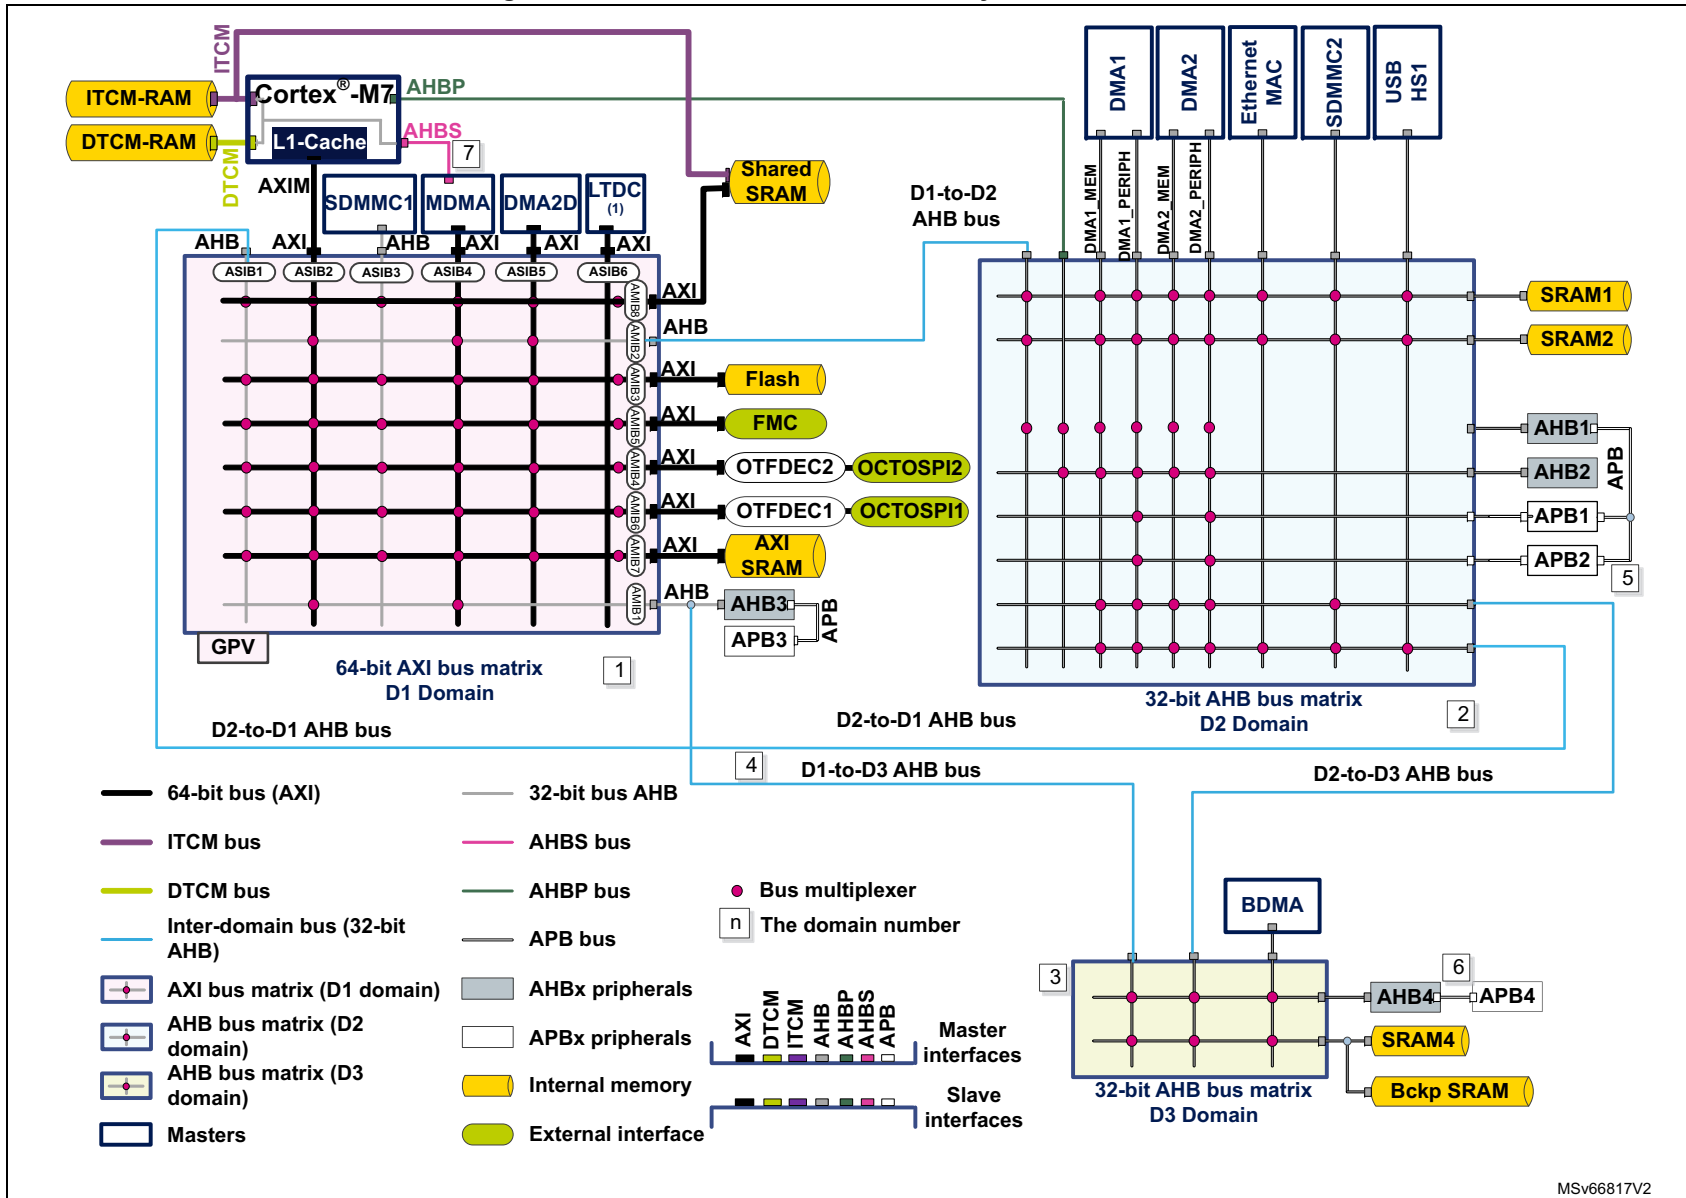 ITCM
ITCM-RAM
DTCM-RAM
DTCM
Cortex®-M7
L1-Cache
AHBP
AHBS
7
AXIM
SDMMC1
MDMA
DMA2D
LTDC
(1)
Shared
SRAM
AHB
AXI
AHB
AXI
AXI
AXI
ASIB1
ASIB2
ASIB3
ASIB4
ASIB5
ASIB6
AMIB8
AMIB2
AMIB3
AMIB5
AMIB4
AMIB6
AMIB7
AMIB1
AXI
AHB
AXI
AXI
AXI
AXI
AXI
AHB
Flash
FMC
OTFDEC2
OCTOSPI2
OTFDEC1
OCTOSPI1
AXI
SRAM
AHB3
APB3
APB
GPV
64-bit AXI bus matrix
D1 Domain
1
D1-to-D2
AHB bus
DMA1
DMA2
Ethernet
MAC
SDMMC2
USB
HS1
DMA1_MEM
DMA1_PERIPH
DMA2_MEM
DMA2_PERIPH
SRAM1
SRAM2
AHB1
AHB2
APB
APB1
APB2
5
32-bit AHB bus matrix
D2 Domain
2
D2-to-D1 AHB bus
D2-to-D1 AHB bus
4
D1-to-D3 AHB bus
D2-to-D3 AHB bus
64-bit bus (AXI)
ITCM bus
DTCM bus
Inter-domain bus (32-bit
AHB)
AXI bus matrix (D1 domain)
AHB bus matrix (D2
domain)
AHB bus matrix (D3
domain)
Masters
32-bit bus AHB
AHBS bus
AHBP bus
APB bus
AHBx pripherals
APBx pripherals
Internal memory
External interface
Bus multiplexer
n
The domain number
AXI
DTCM
ITCM
AHB
AHBP
AHBS
APB
Master
interfaces
Slave
interfaces
BDMA
3
6
AHB4
APB4
SRAM4
Bckp SRAM
32-bit AHB bus matrix
D3 Domain
MSv66817V2